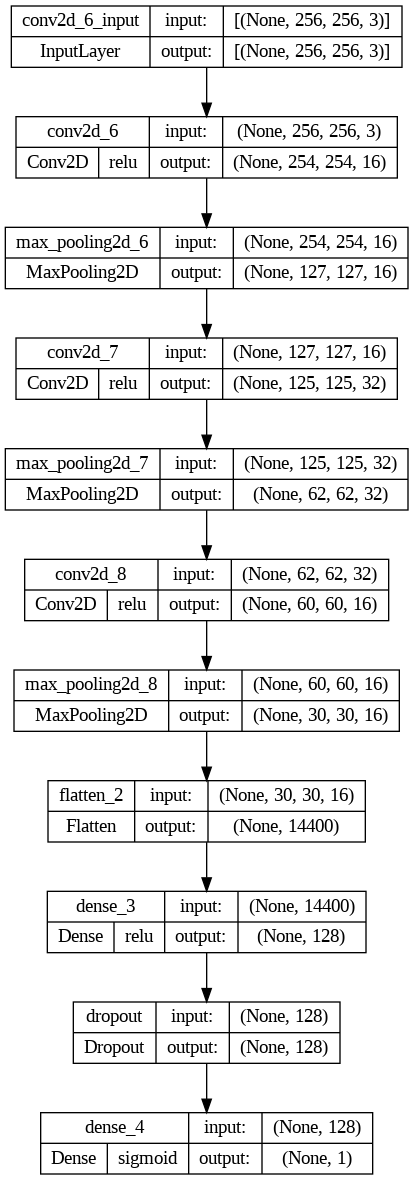 conv2d_6_input input: [(None, 256, 256, 3)]
InputLayer output: [(None, 256, 256, 3)]
conv2d_6 input: (None, 256, 256, 3)
Conv2D relu output: (None, 254, 254, 16)
max_pooling2d_6 input: (None, 254, 254, 16)
MaxPooling2D output: (None, 127, 127, 16)
conv2d_7 input: (None, 127, 127, 16)
Conv2D relu output: (None, 125, 125, 32)
max_pooling2d_7 input: (None, 125, 125, 32)
MaxPooling2D output: (None, 62, 62, 32)
conv2d_8 input: (None, 62, 62, 32)
Conv2D relu output: (None, 60, 60, 16)
max_pooling2d_8 input: (None, 60, 60, 16)
MaxPooling2D output: (None, 30, 30, 16)
flatten_2 input: (None, 30, 30, 16)
Flatten output: (None, 14400)
dense_3 input: (None, 14400)
Dense relu output: (None, 128)
dropout input: (None, 128)
Dropout output: (None, 128)
dense_4 input: (None, 128)
Dense sigmoid output: (None, 1)